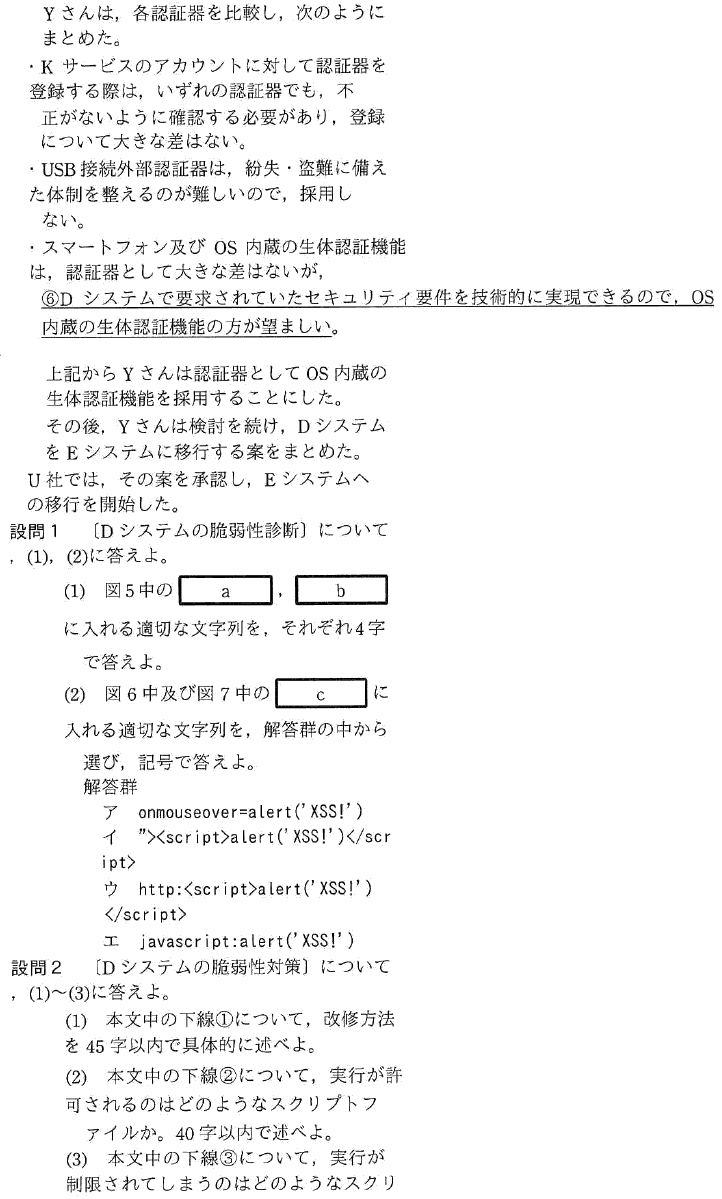 Yさんは，各認証器を比較し，次のように
まとめた。
・K サービスのアカウントに対して認証器を
登録する際は，いずれの認証器でも，不
正がないように確認する必要があり，登録
について大きな差はない。
・USB 接続外部認証器は，紛失・盗難に備え
た体制を整えるのが難しいので，採用し
ない。
・スマートフォン及び OS 内蔵の生体認証機能
は，認証器として大きな差はないが，
⑥D システムで要求されていたセキュリティ要件を技術的に実現できるので，OS
内蔵の生体認証機能の方が望ましい。
上記からYさんは認証器としてOS内蔵の
生体認証機能を採用することにした。
その後，Yさんは検討を続け，Dシステム
をEシステムに移行する案をまとめた。
U社では，その案を承認し，Eシステムへ
の移行を開始した。
設問1 〔Dシステムの脆弱性診断〕について
，(1)，(2)に答えよ。
(1) 図5中の a ， b
に入れる適切な文字列を，それぞれ4字
で答えよ。
(2) 図6中及び図7中の c に
入れる適切な文字列を，解答群の中から
選び，記号で答えよ。
解答群
ア onmouseover=alert('XSS!')
イ "><script>alert('XSS!')</scr
ipt>
ウ http:<script>alert('XSS!')
</script>
エ javascript:alert('XSS!')
設問2 〔Dシステムの脆弱性対策〕について
，(1)～(3)に答えよ。
(1) 本文中の下線①について，改修方法
を45字以内で具体的に述べよ。
(2) 本文中の下線②について，実行が許
可されるのはどのようなスクリプトフ
ァイルか。40字以内で述べよ。
(3) 本文中の下線③について，実行が
制限されてしまうのはどのようなスクリ